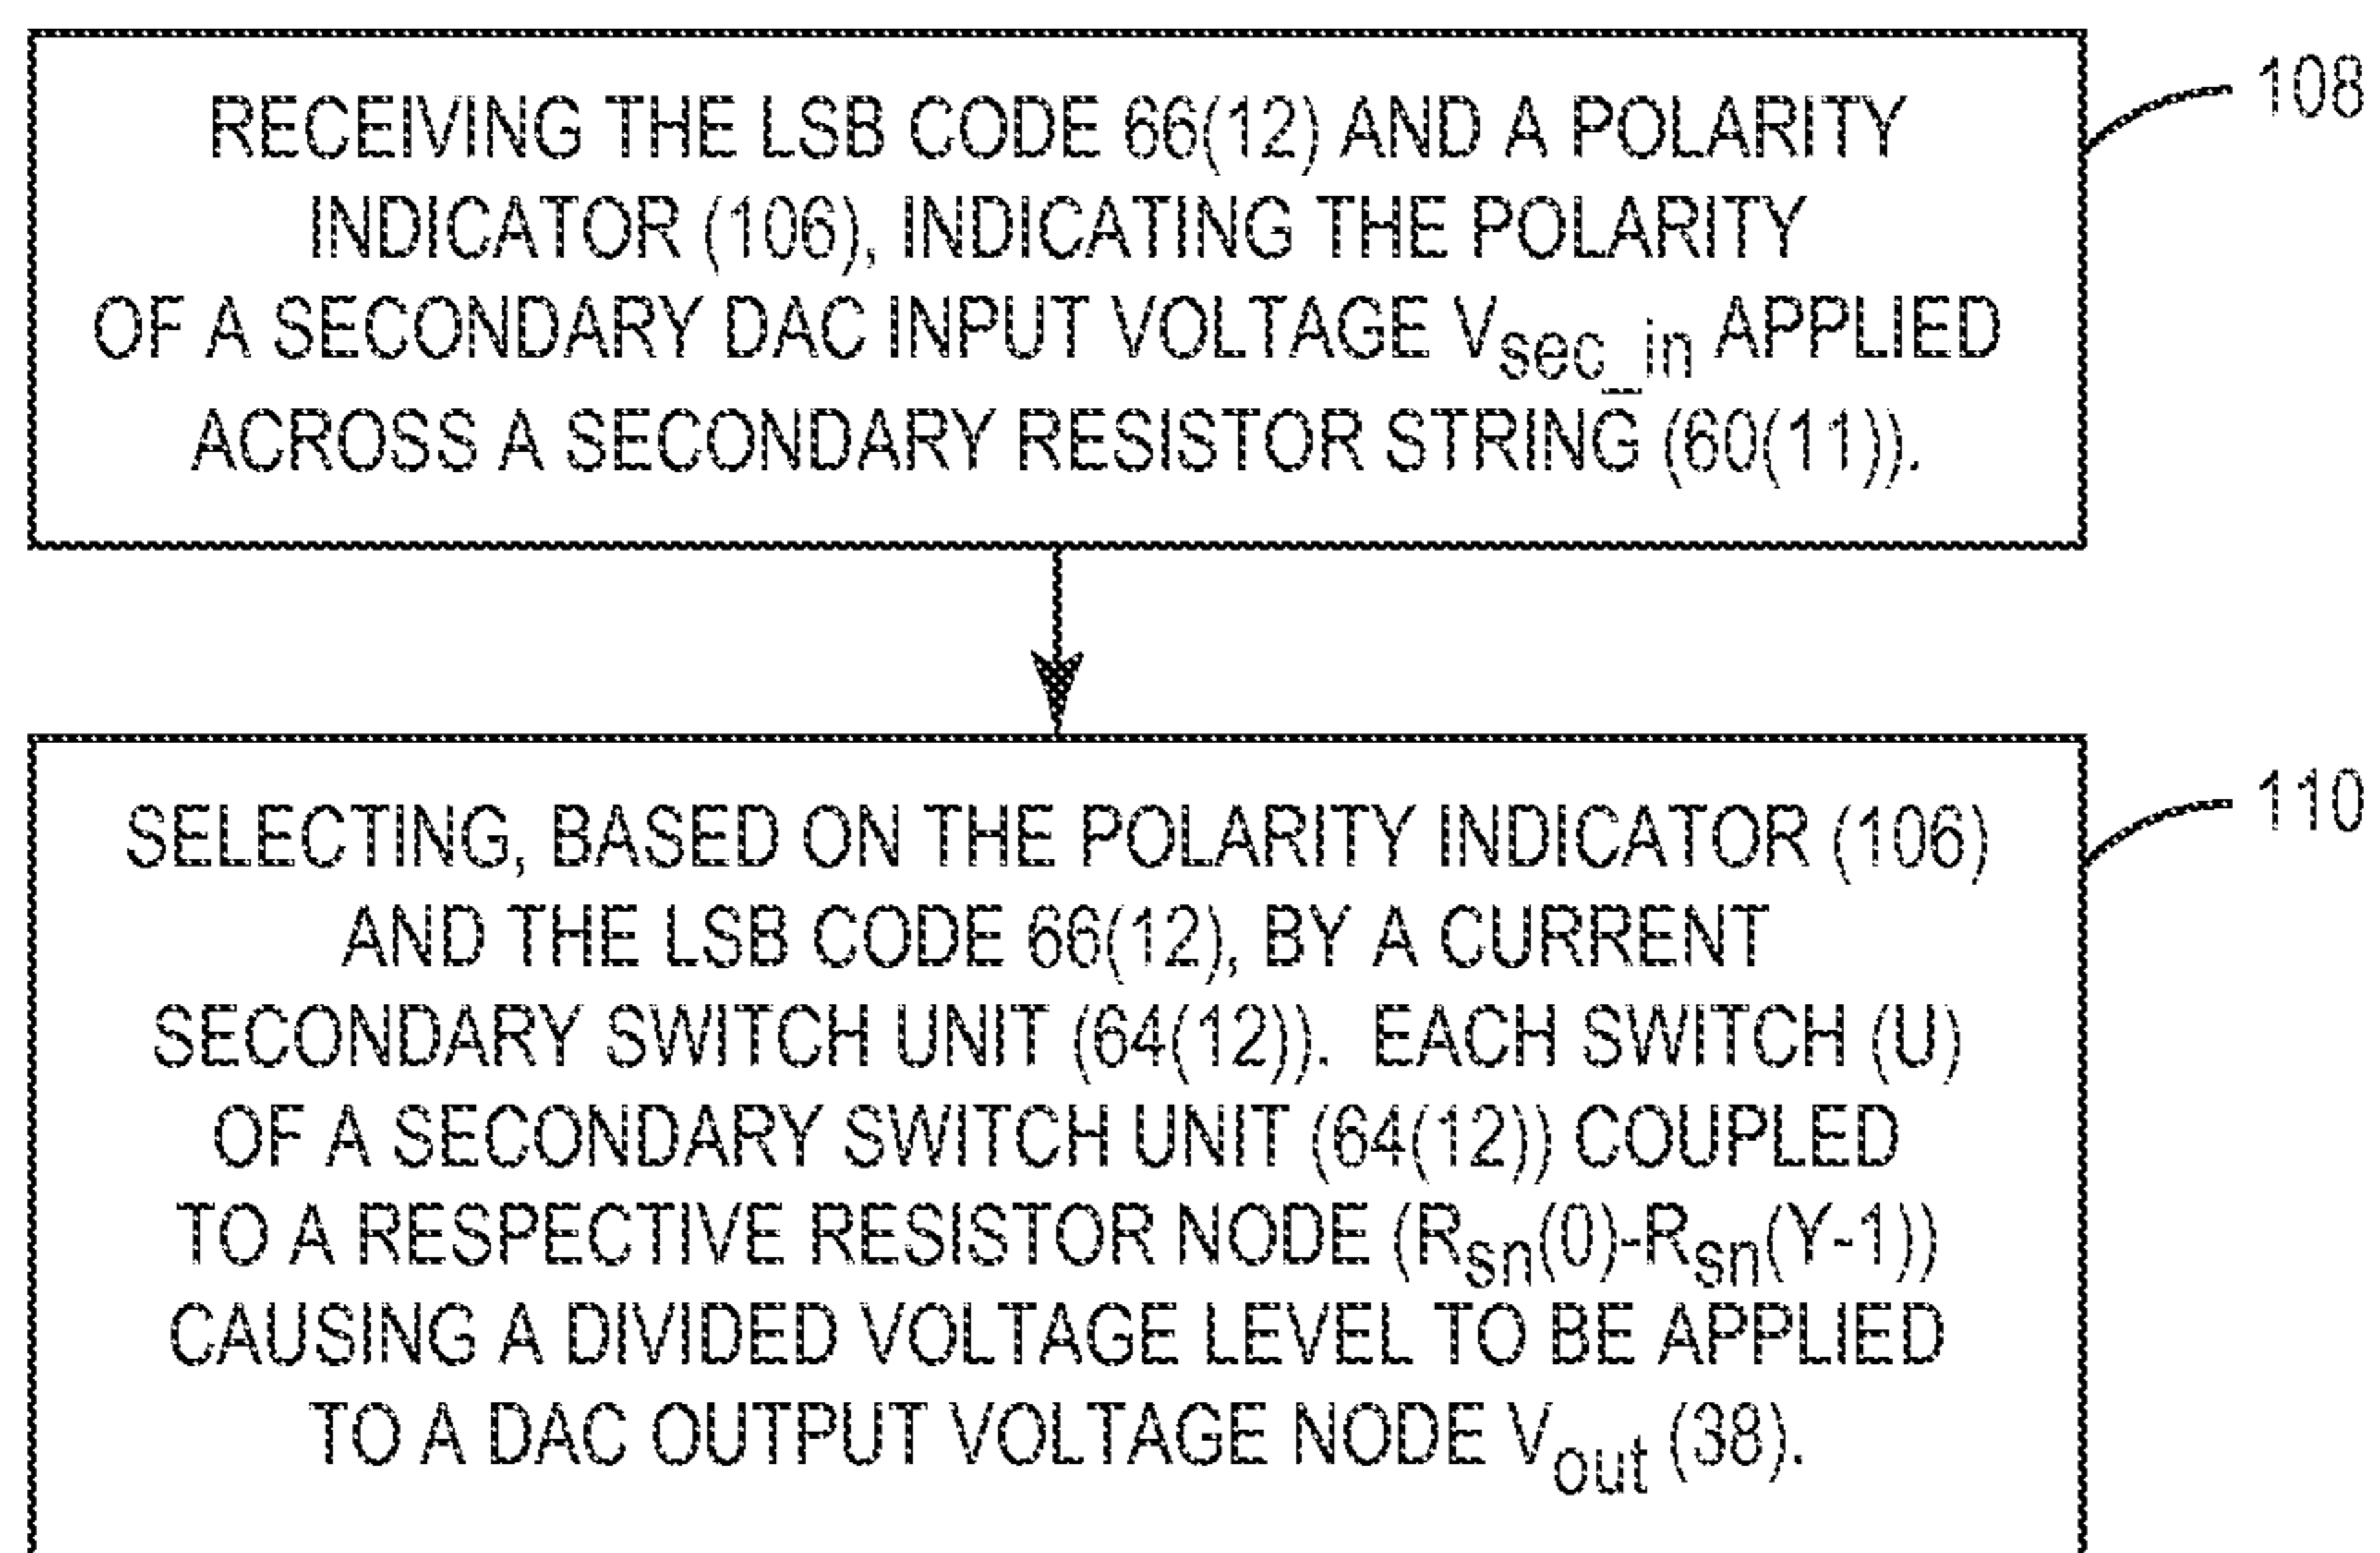 RECEIVING THE LSB CODE 66(12) AND A POLARITY
INDICATOR (106), INDICATING THE POLARITY
OF A SECONDARY DAC INPUT VOLTAGE Vsec_in APPLIED
ACROSS A SECONDARY RESISTOR STRING (60(11)).
108
SELECTING, BASED ON THE POLARITY INDICATOR (106)
AND THE LSB CODE 66(12), BY A CURRENT
SECONDARY SWITCH UNIT (64(12)). EACH SWITCH (U)
OF A SECONDARY SWITCH UNIT (64(12)) COUPLED
TO A RESPECTIVE RESISTOR NODE (Rsn(0)-Rsn(Y-1))
CAUSING A DIVIDED VOLTAGE LEVEL TO BE APPLIED
TO A DAC OUTPUT VOLTAGE NODE Vout (38).
110